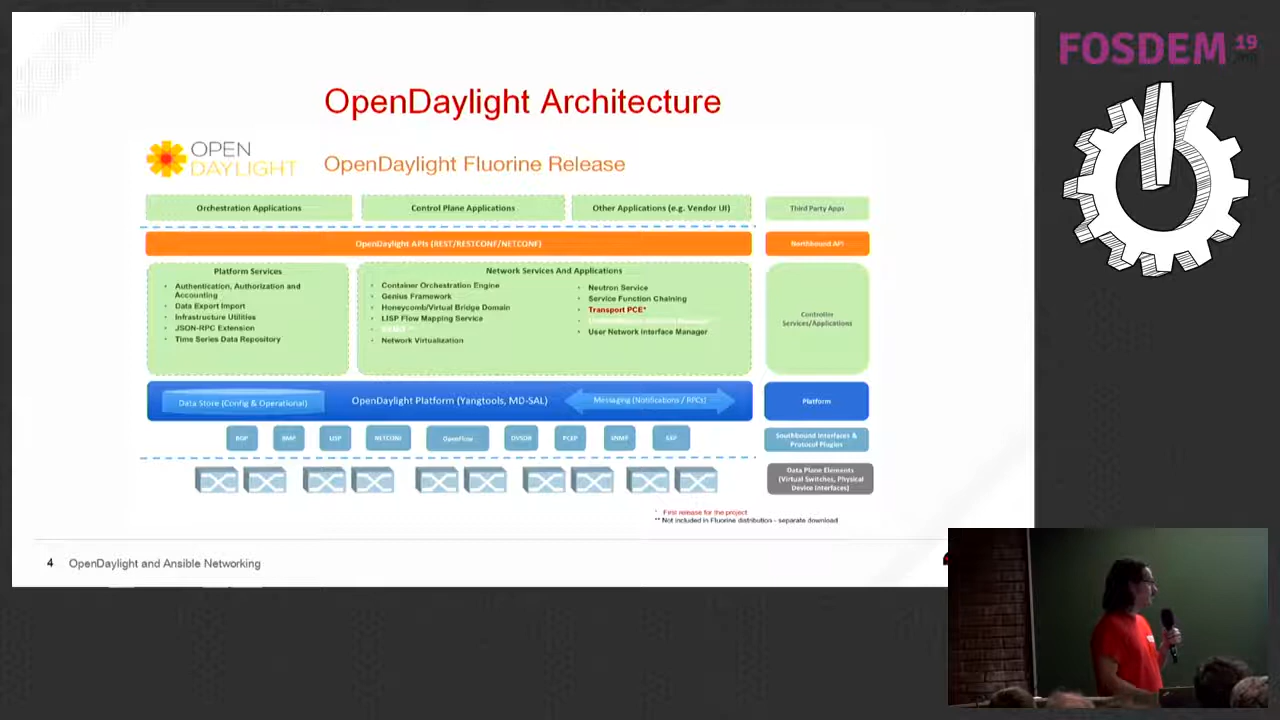 FOSDEM 19
.org
OpenDaylight Architecture
OPEN
DAYLIGHT
OpenDaylight Fluorine Release
Orchestration Applications
Control Plane Applications
Other Applications (e.g. Vendor UI)
Third Party Apps
OpenDaylight APIs (REST/RESTCONF/NETCONF)
Northbound API
Platform Services
• Authentication, Authorization and
Accounting
• Data Export Import
• Infrastructure Utilities
• JSON-RPC Extension
• Time Series Data Repository
Network Services And Applications
• Container Orchestration Engine
• Genius Framework
• Honeycomb/Virtual Bridge Domain
• LISP Flow Mapping Service
• Network Virtualization
• Neutron Service
• Service Function Chaining
• Transport PCE*
• User Network Interface Manager
Controller
Services/Applications
Data Store (Config & Operational)
OpenDaylight Platform (Yangtools, MD-SAL)
Messaging (Notifications / RPCs)
Platform
BGP
BMP
LISP
NETCONF
OpenFlow
OVSDB
PCEP
SNMP
SXP
Southbound Interfaces &
Protocol Plugins
Data Plane Elements
(Virtual Switches, Physical
Device Interfaces)
* First release for the project
** Not included in Fluorine distribution - separate download
4 OpenDaylight and Ansible Networking